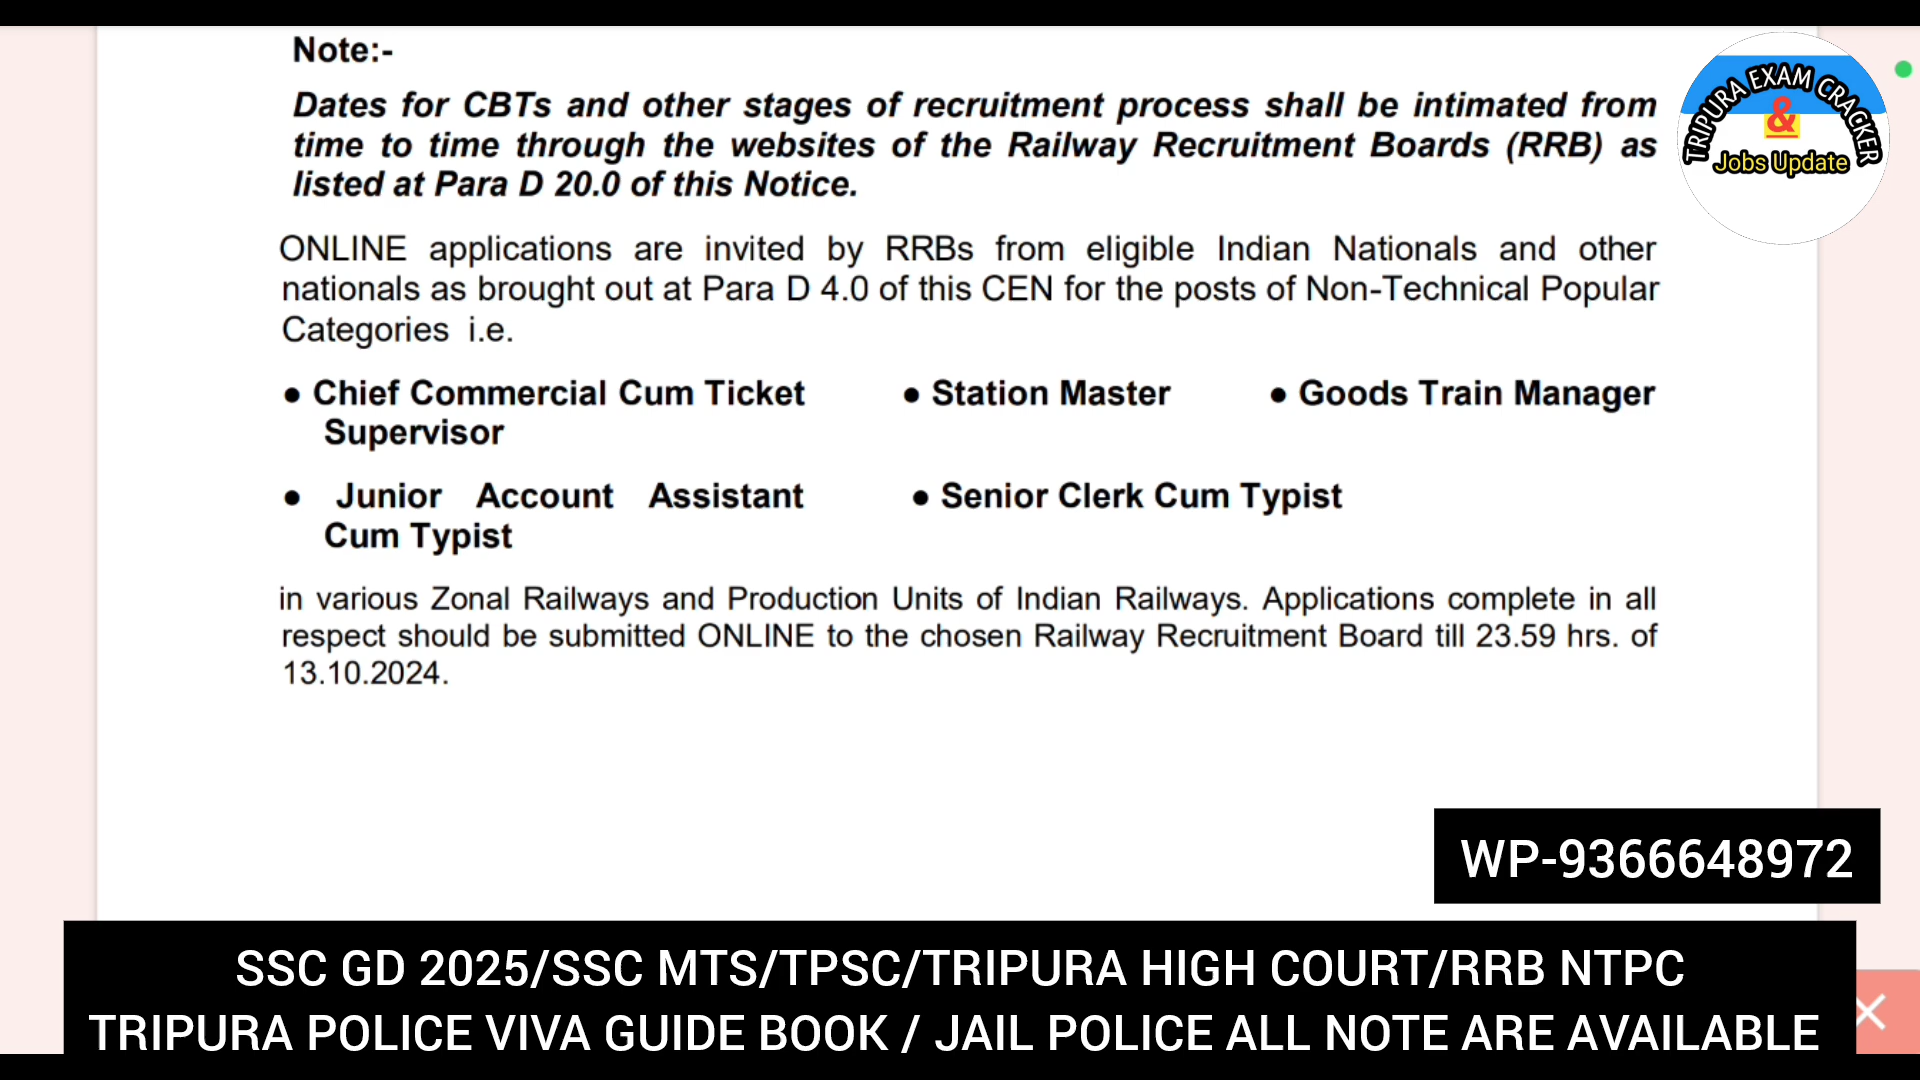 Note:-
Dates for CBTs and other stages of recruitment process shall be intimated from
time to time through the websites of the Railway Recruitment Boards (RRB) as
listed at Para D 20.0 of this Notice.
ONLINE applications are invited by RRBs from eligible Indian Nationals and other
nationals as brought out at Para D 4.0 of this CEN for the posts of Non-Technical Popular
Categories i.e.
● Chief Commercial Cum Ticket
Supervisor
● Station Master
● Goods Train Manager
● Junior Account Assistant
Cum Typist
● Senior Clerk Cum Typist
in various Zonal Railways and Production Units of Indian Railways. Applications complete in all
respect should be submitted ONLINE to the chosen Railway Recruitment Board till 23.59 hrs. of
13.10.2024.
TRIPURA EXAM CRACKER
&
Jobs Update
WP-9366648972
SSC GD 2025/SSC MTS/TPSC/TRIPURA HIGH COURT/RRB NTPC
TRIPURA POLICE VIVA GUIDE BOOK / JAIL POLICE ALL NOTE ARE AVAILABLE